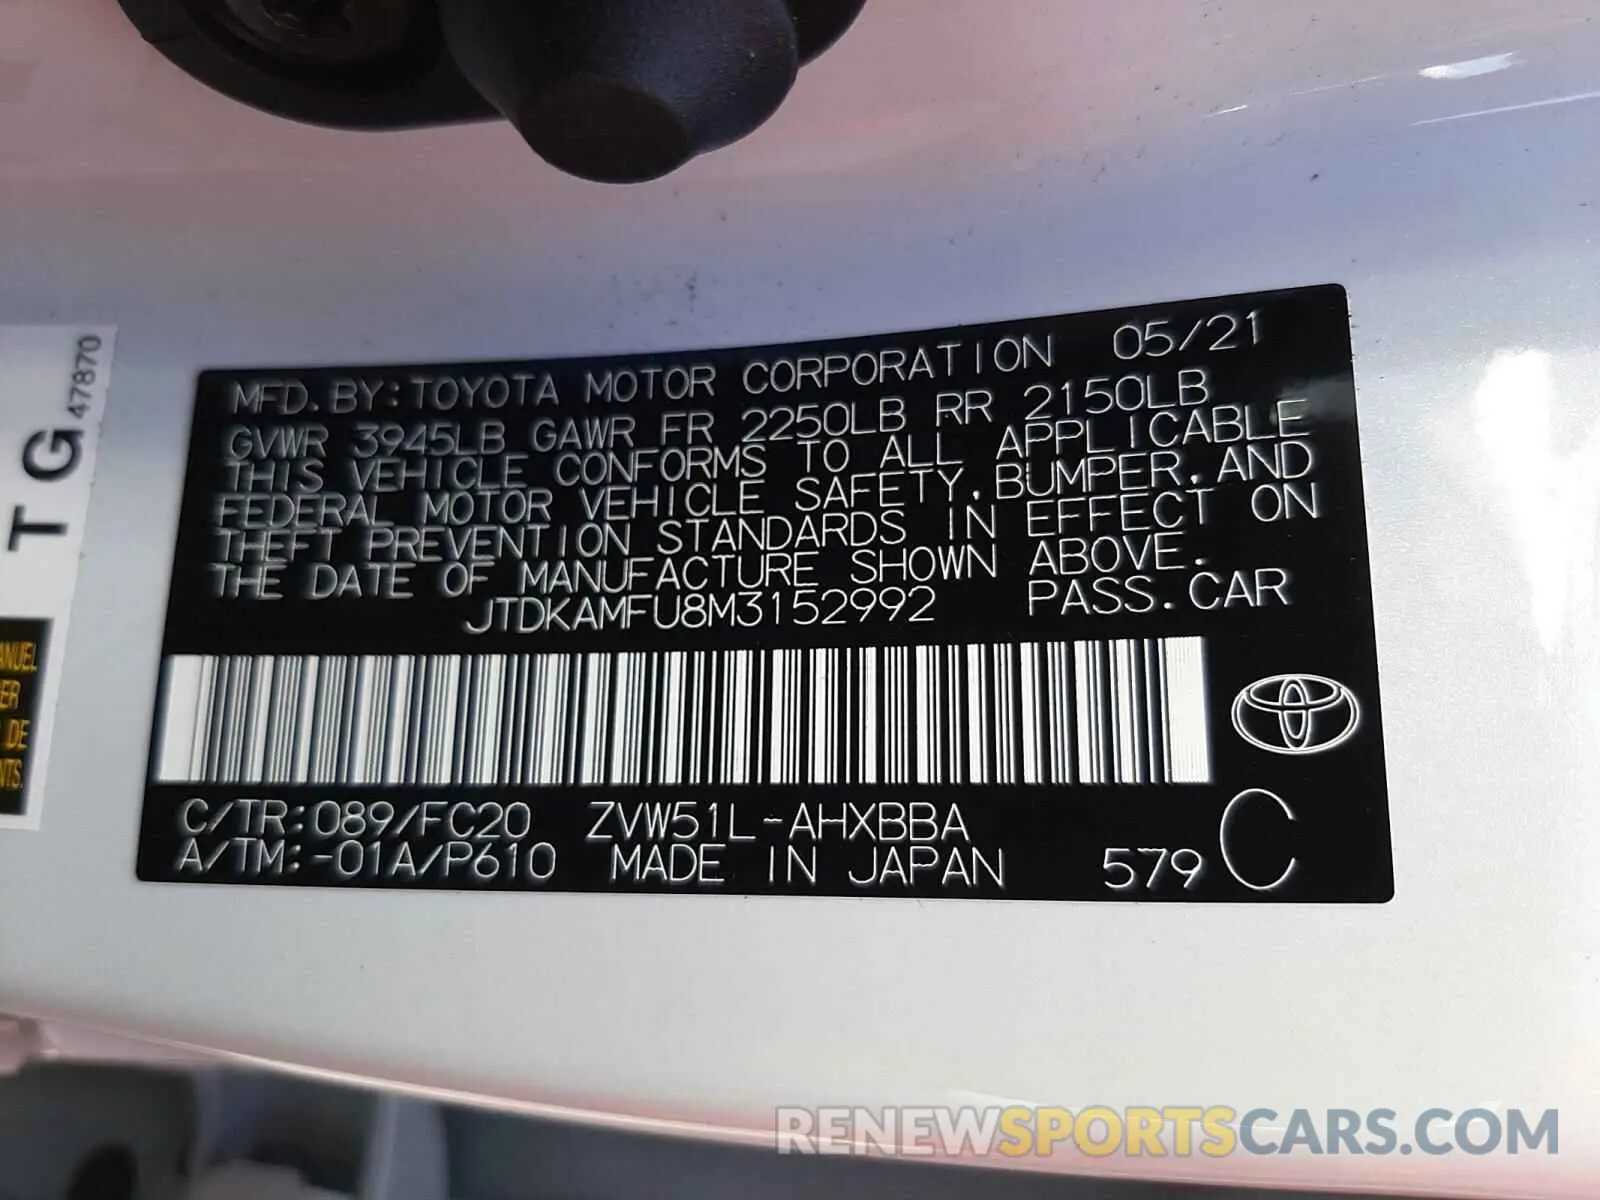 MFD. BY: TOYOTA MOTOR CORPORATION 05/21
GVWR 3945LB GAWR FR 2250LB RR 2150LB
THIS VEHICLE CONFORMS TO ALL APPLICABLE
FEDERAL MOTOR VEHICLE SAFETY, BUMPER, AND
THEFT PREVENTION STANDARDS IN EFFECT ON
THE DATE OF MANUFACTURE SHOWN ABOVE.
JTDKAMFU8M3152992 PASS. CAR
C/TR: 089/FC20 ZVW51L-AHXBBA
A/TM: -01A/P610 MADE IN JAPAN 579 C
TG
47870
DE
RENEWSPORTSCARS.COM